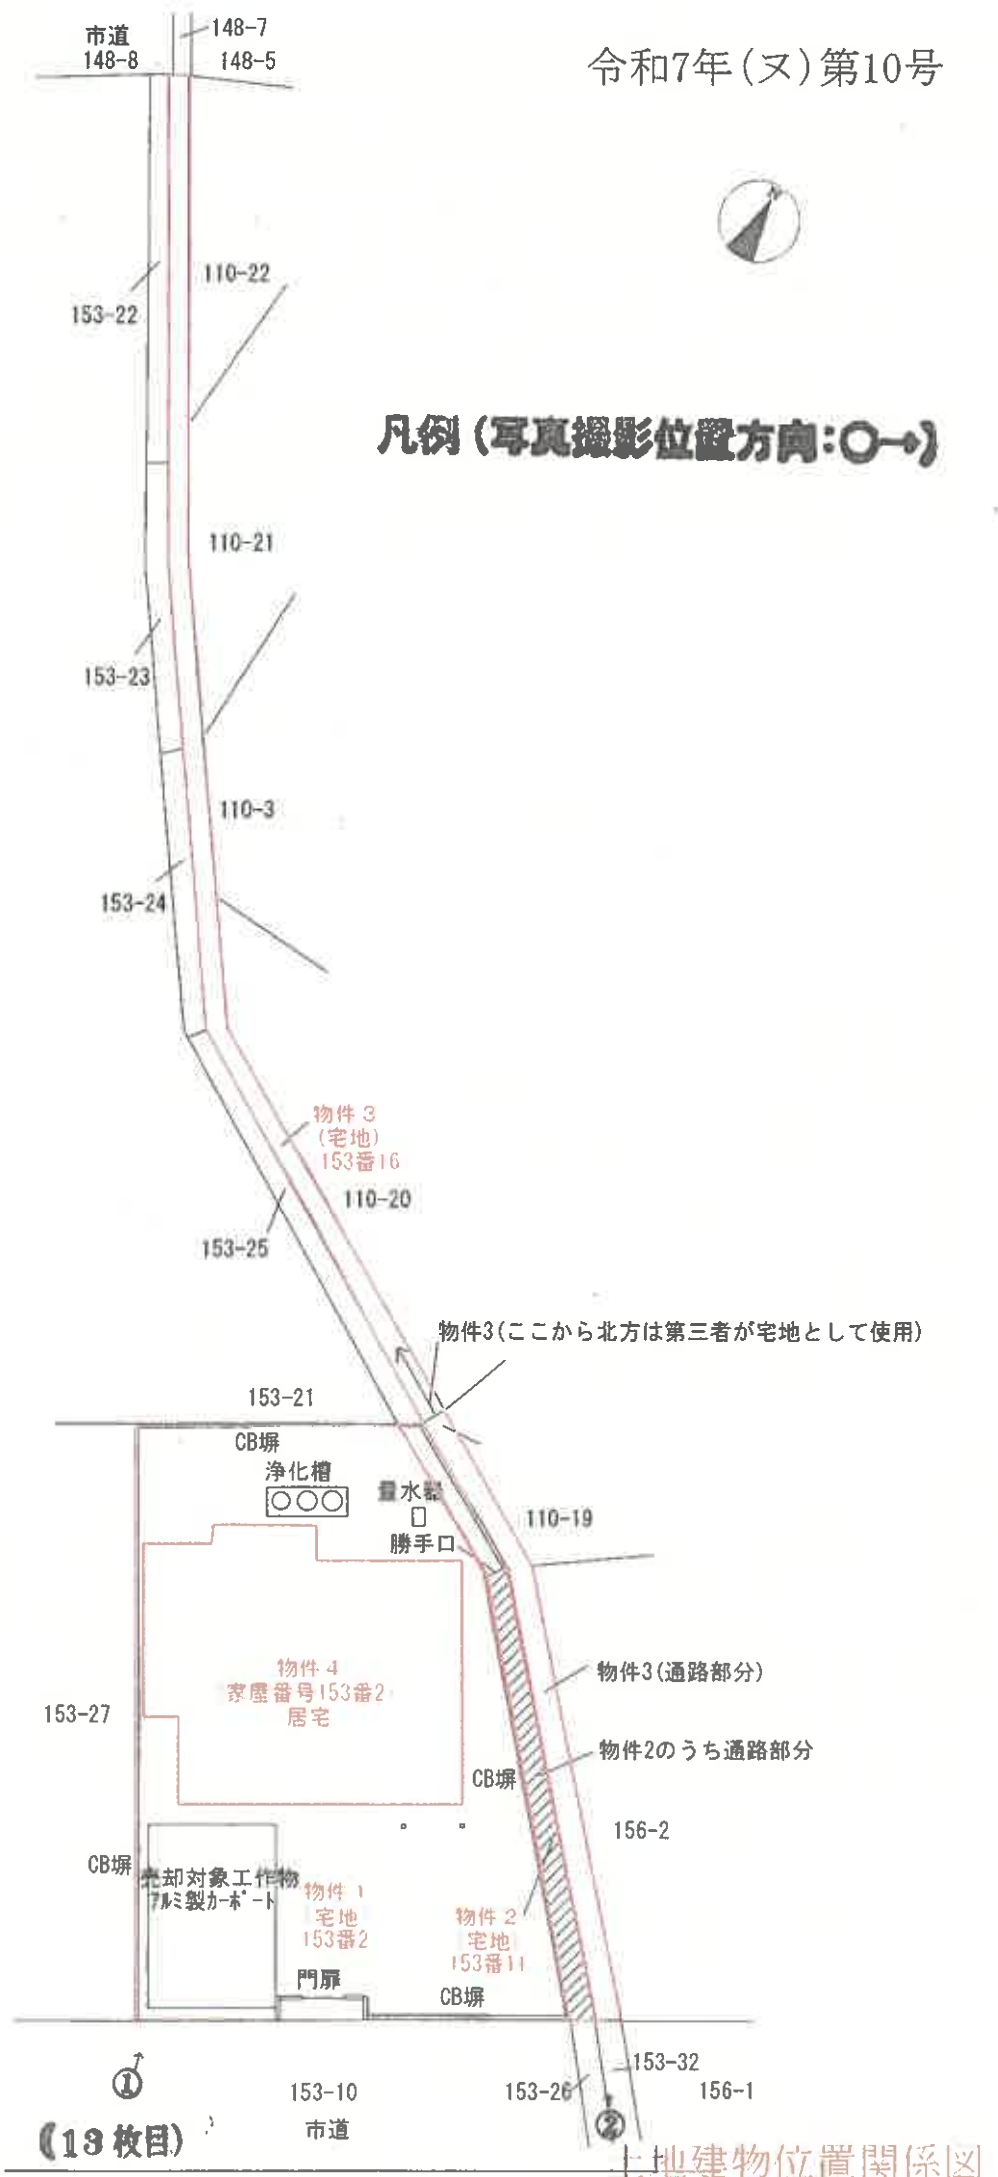 148-7
市道
148-8
148-5
令和7年(ヌ)第10号
N
110-22
153-22
凡例(写真撮影位置方向:○→)
110-21
153-23
110-3
153-24
物件3
(宅地)
153番16
110-20
153-25
物件3(ここから北方は第三者が宅地として使用)
153-21
CB塀
浄化槽
量水器
勝手口
110-19
物件4
家屋番号153番2
居宅
物件3(通路部分)
153-27
物件2のうち通路部分
CB塀
156-2
CB塀
売却対象工作物
アルミ製カーポート
物件1
宅地
153番2
物件2
宅地
153番11
門扉
CB塀
①
153-10
市道
153-26
153-32
156-1
②
(13枚目)
土地建物位置関係図